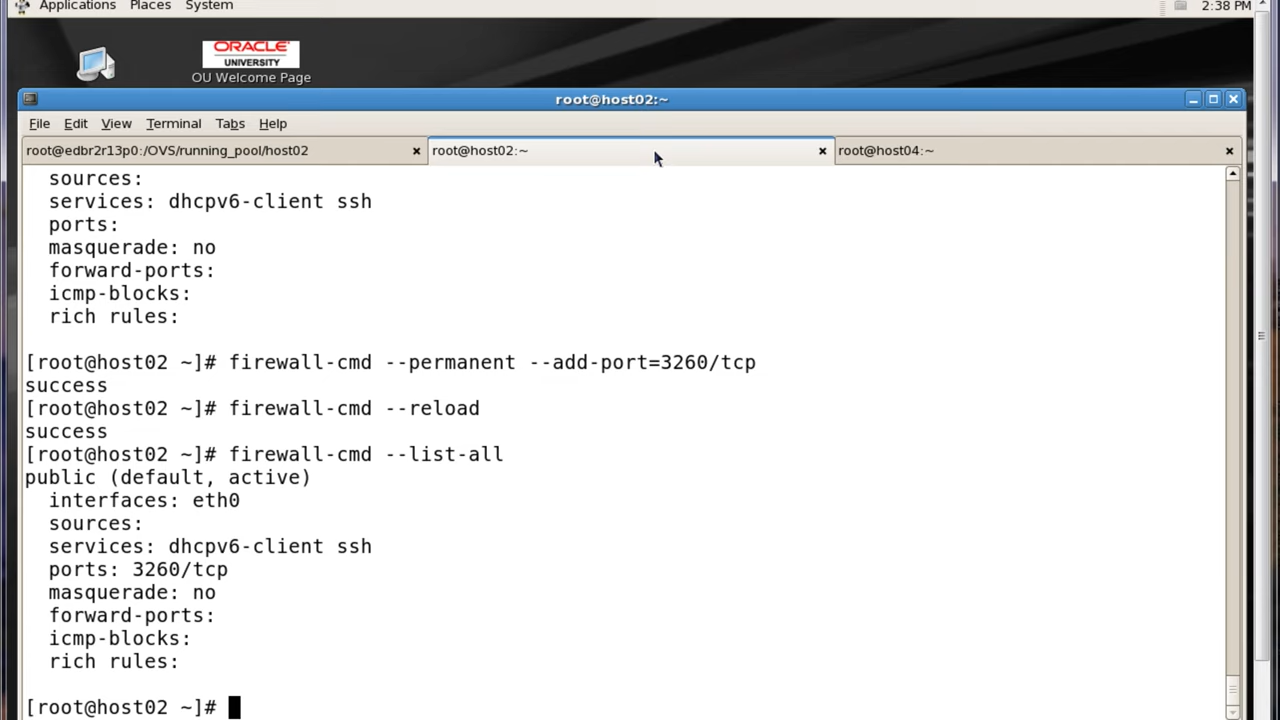 Applications Places System 2:38 PM
ORACLE
UNIVERSITY
OU Welcome Page
root@host02:~
File Edit View Terminal Tabs Help
root@edbr2r13p0:/OVS/running_pool/host02 root@host02:~ root@host04:~
sources:
services: dhcpv6-client ssh
ports:
masquerade: no
forward-ports:
icmp-blocks:
rich rules:
[root@host02 ~]# firewall-cmd --permanent --add-port=3260/tcp
success
[root@host02 ~]# firewall-cmd --reload
success
[root@host02 ~]# firewall-cmd --list-all
public (default, active)
interfaces: eth0
sources:
services: dhcpv6-client ssh
ports: 3260/tcp
masquerade: no
forward-ports:
icmp-blocks:
rich rules:
[root@host02 ~]#